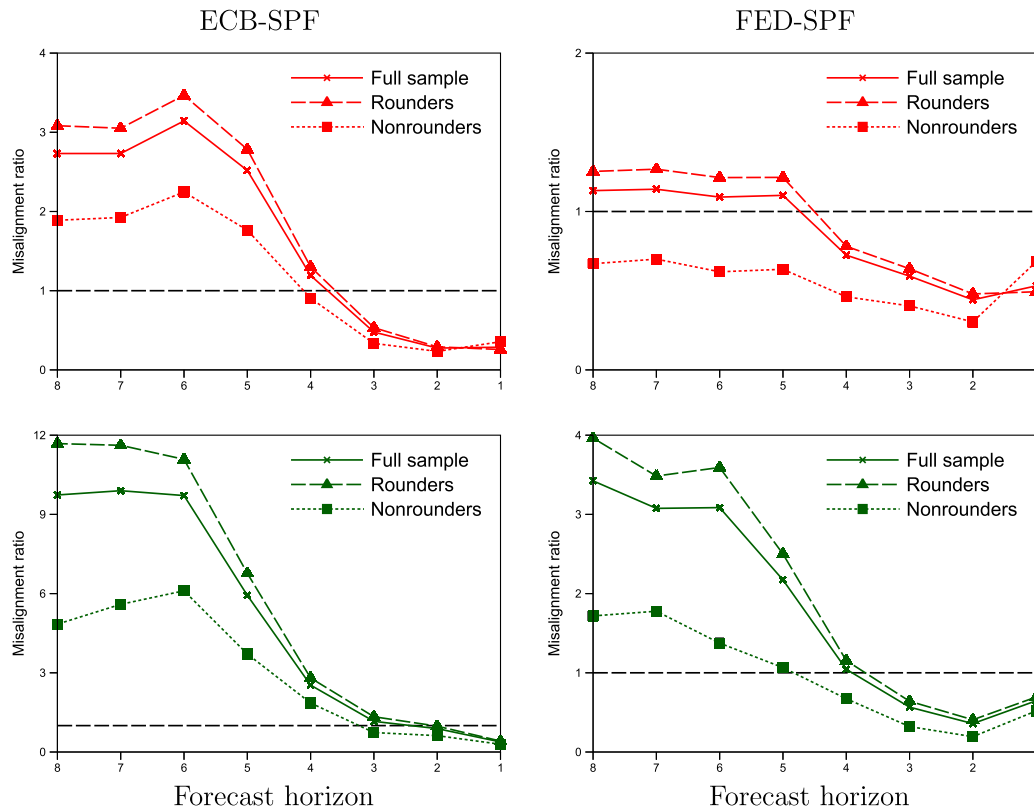 ECB-SPF
FED-SPF
4
3
2
1
0
Misalignment ratio
Full sample
Rounders
Nonrounders
8 7 6 5 4 3 2 1
2
1
0
Misalignment ratio
Full sample
Rounders
Nonrounders
8 7 6 5 4 3 2
12
9
6
3
0
Misalignment ratio
Full sample
Rounders
Nonrounders
8 7 6 5 4 3 2 1
Forecast horizon
4
3
2
1
0
Misalignment ratio
Full sample
Rounders
Nonrounders
8 7 6 5 4 3 2
Forecast horizon